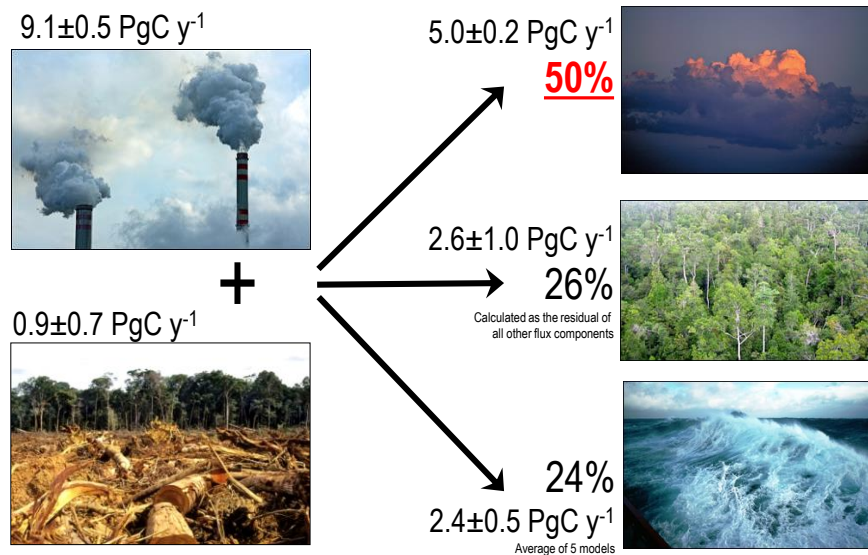 9.1±0.5 PgC y⁻¹
+
0.9±0.7 PgC y⁻¹
5.0±0.2 PgC y⁻¹
50%
2.6±1.0 PgC y⁻¹
26%
Calculated as the residual of
all other flux components
24%
2.4±0.5 PgC y⁻¹
Average of 5 models